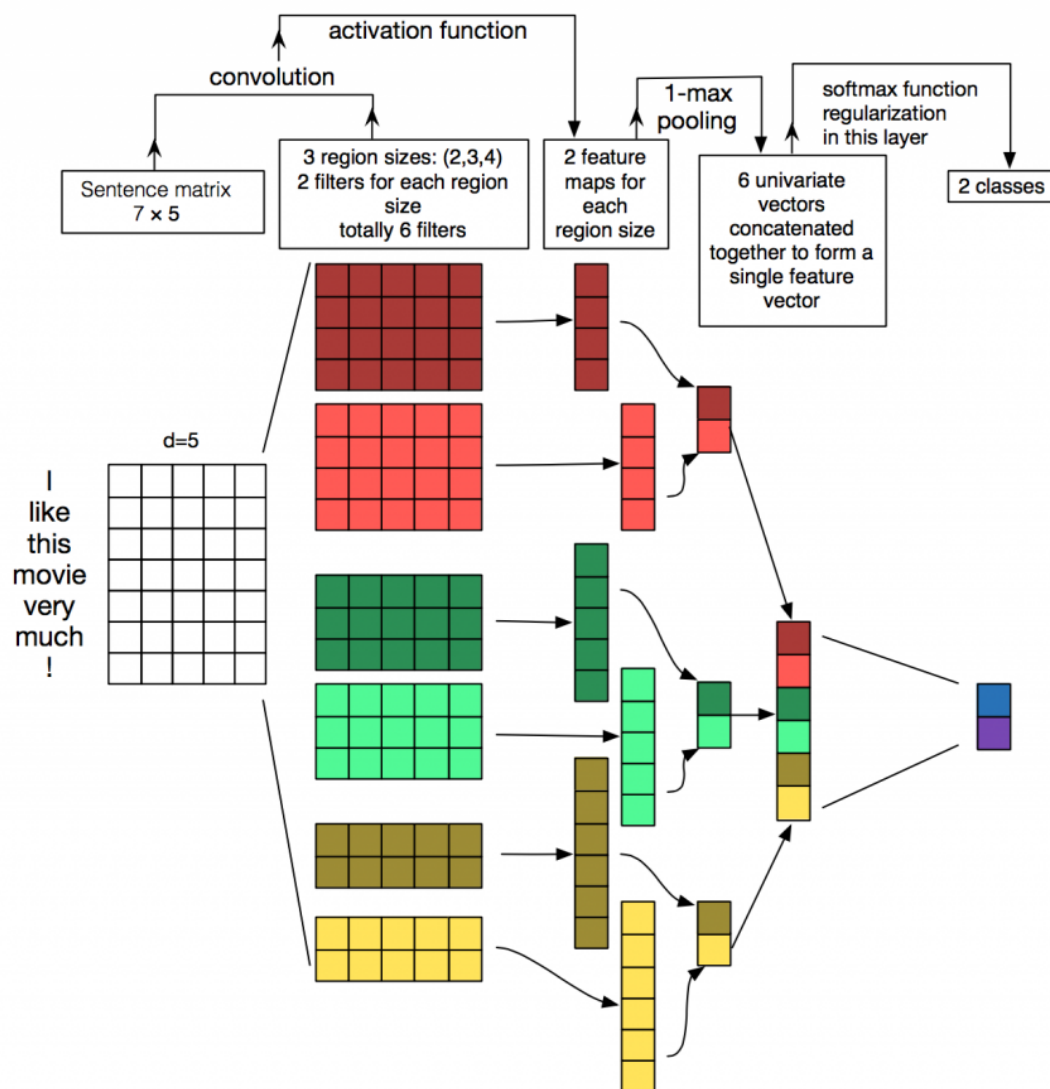 activation function
convolution
1-max
pooling
softmax function
regularization
in this layer
Sentence matrix
7 × 5
3 region sizes: (2,3,4)
2 filters for each region
size
totally 6 filters
2 feature
maps for
each
region size
6 univariate
vectors
concatenated
together to form a
single feature
vector
2 classes
d=5
I
like
this
movie
very
much
!